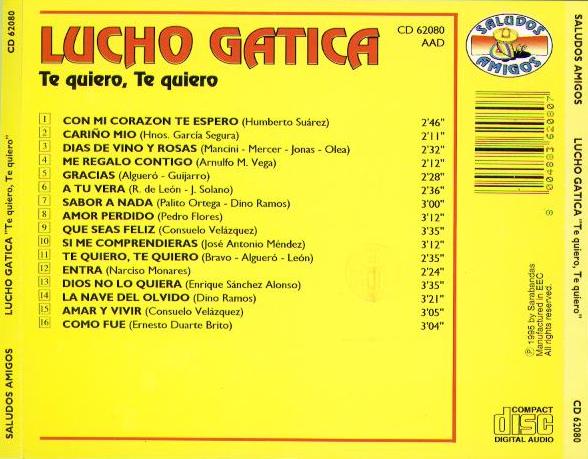 CD 62080
LUCHO GATICA "Te quiero, Te quiero"
SALUDOS AMIGOS
LUCHO GATICA
Te quiero, Te quiero
CD 62080
AAD
SALUDOS
AMIGOS
1 CON MI CORAZON TE ESPERO (Humberto Suárez) 2'46"
2 CARIÑO MIO (Hnos. García Segura) 2'11"
3 DIAS DE VINO Y ROSAS (Mancini - Mercer - Jonas - Olea) 2'32"
4 ME REGALO CONTIGO (Arnulfo M. Vega) 2'12"
5 GRACIAS (Algueró - Guijarro) 2'28"
6 A TU VERA (R. de León - J. Solano) 2'36"
7 SABOR A NADA (Palito Ortega - Dino Ramos) 3'00"
8 AMOR PERDIDO (Pedro Flores) 3'12"
9 QUE SEAS FELIZ (Consuelo Velázquez) 3'35"
10 SI ME COMPRENDIERAS (José Antonio Méndez) 3'12"
11 TE QUIERO, TE QUIERO (Bravo - Algueró - León) 2'35"
12 ENTRA (Narciso Monares) 2'24"
13 DIOS NO LO QUIERA (Enrique Sánchez Alonso) 3'35"
14 LA NAVE DEL OLVIDO (Dino Ramos) 3'21"
15 AMAR Y VIVIR (Consuelo Velázquez) 3'05"
16 COMO FUE (Ernesto Duarte Brito) 3'04"
8 004883 620807
℗ 1995 by Sarabandas
Manufactured in EEC
All rights reserved.
COMPACT
disc
DIGITAL AUDIO
SALUDOS AMIGOS
LUCHO GATICA "Te quiero, Te quiero"
CD 62080